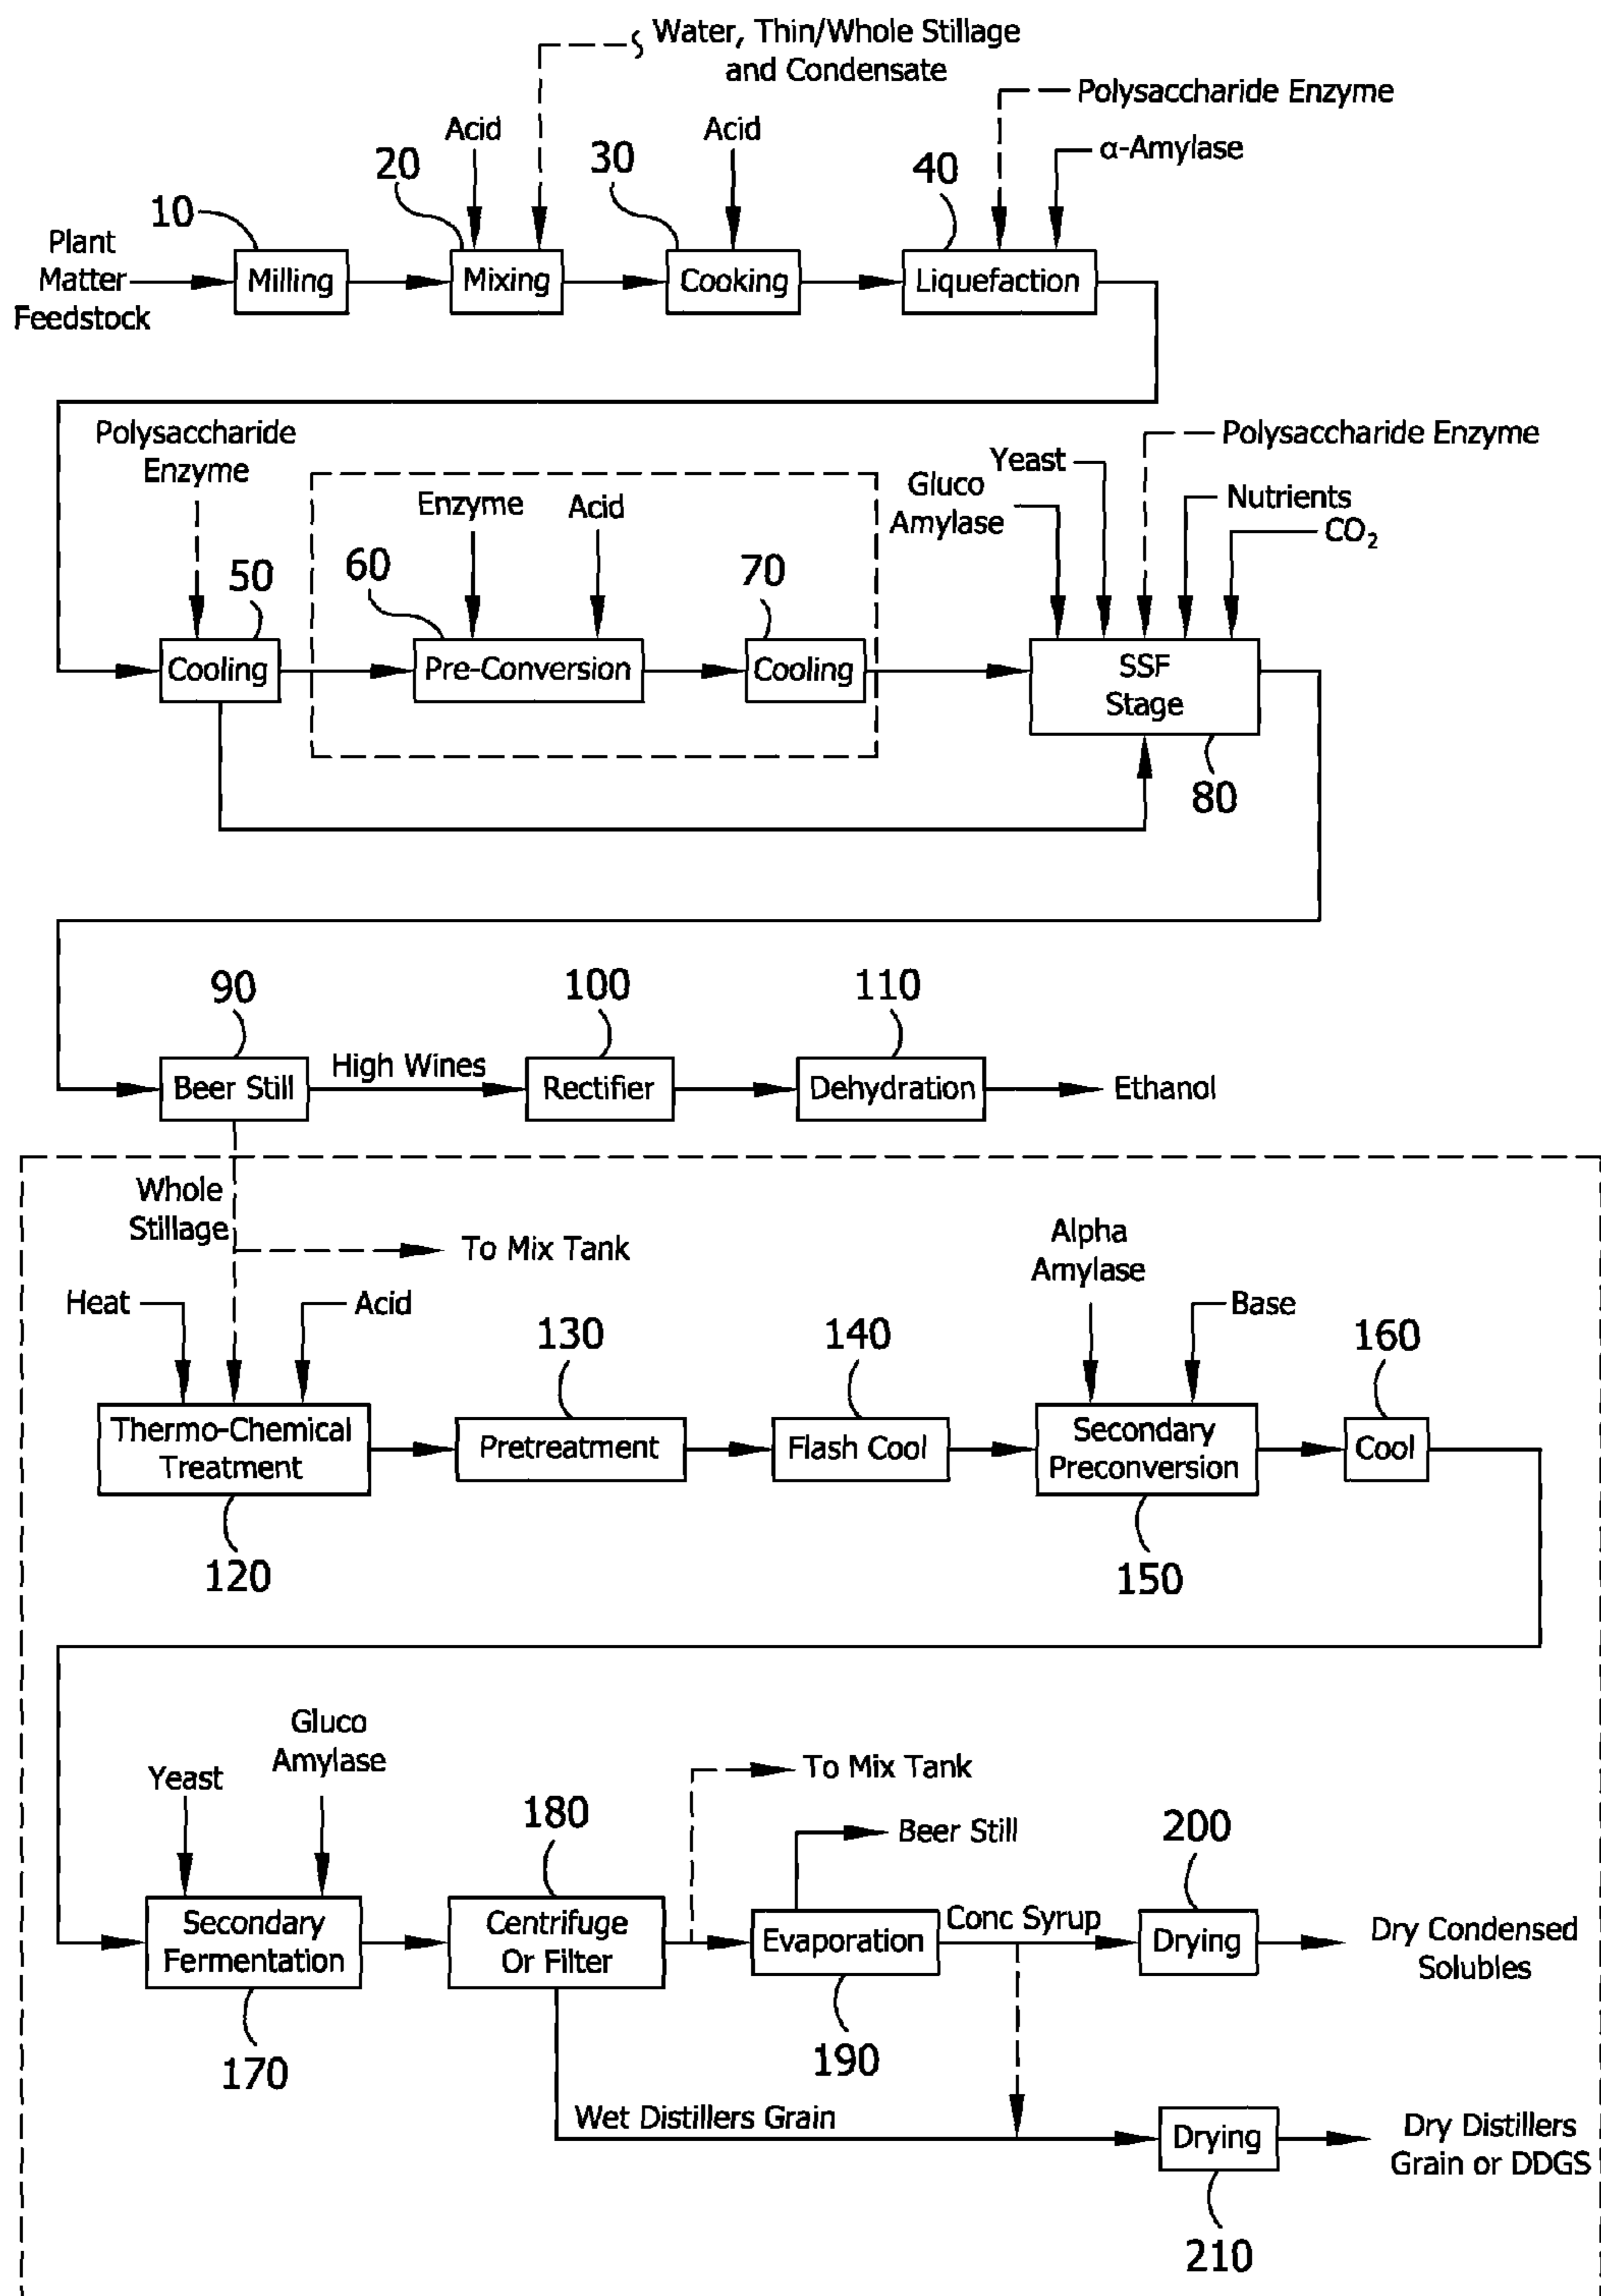 Water, Thin/Whole Stillage
and Condensate
Polysaccharide Enzyme
Acid
Acid
α-Amylase
10
20
30
40
Plant
Matter
Feedstock
Milling
Mixing
Cooking
Liquefaction
Polysaccharide
Enzyme
Polysaccharide Enzyme
Yeast
Gluco
Amylase
Nutrients
CO2
Enzyme
Acid
50
60
70
Cooling
Pre-Conversion
Cooling
SSF
Stage
80
90
100
110
Beer Still
High Wines
Rectifier
Dehydration
Ethanol
Whole
Stillage
To Mix Tank
Alpha
Amylase
Heat
Acid
Base
130
140
160
Thermo-Chemical
Treatment
Pretreatment
Flash Cool
Secondary
Preconversion
Cool
120
150
Gluco
Amylase
Yeast
To Mix Tank
180
Beer Still
200
Secondary
Fermentation
Centrifuge
Or Filter
Evaporation
Conc Syrup
Drying
Dry Condensed
Solubles
170
190
Wet Distillers Grain
Drying
Dry Distillers
Grain or DDGS
210